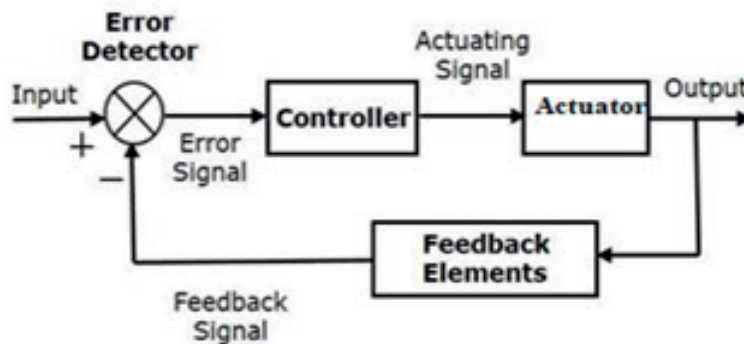 Error
Detector
Input
+
−
Error
Signal
Controller
Actuating
Signal
Actuator
Output
Feedback
Elements
Feedback
Signal